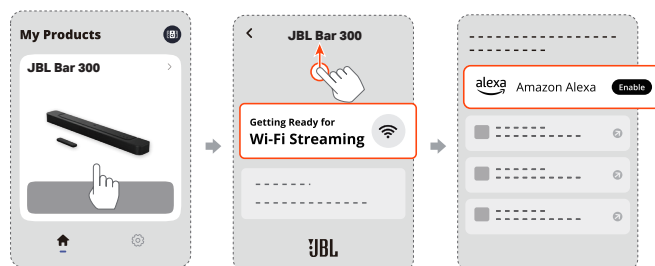 My Products
JBL Bar 300
JBL Bar 300
Getting Ready for
Wi-Fi Streaming
JBL
alexa Amazon Alexa Enable